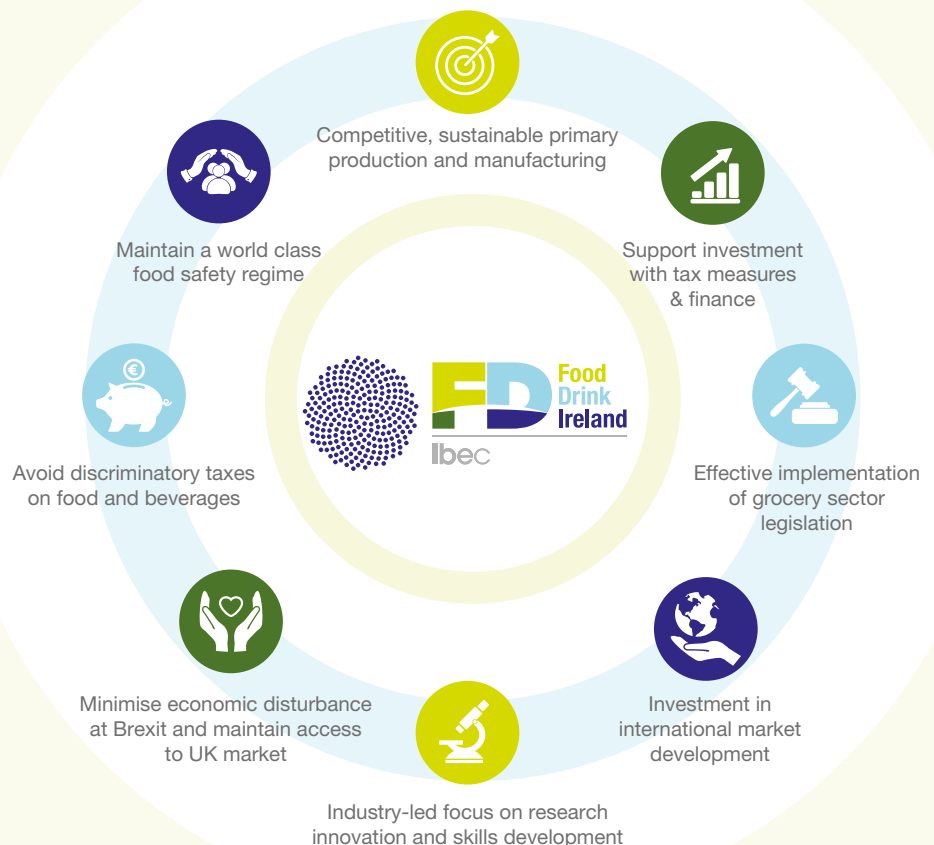 Competitive, sustainable primary
production and manufacturing
Support investment
with tax measures
& finance
Effective implementation
of grocery sector
legislation
Investment in
international market
development
Industry-led focus on research
innovation and skills development
Minimise economic disturbance
at Brexit and maintain access
to UK market
Avoid discriminatory taxes
on food and beverages
€
Maintain a world class
food safety regime
FD
Food
Drink
Ireland
Ibec